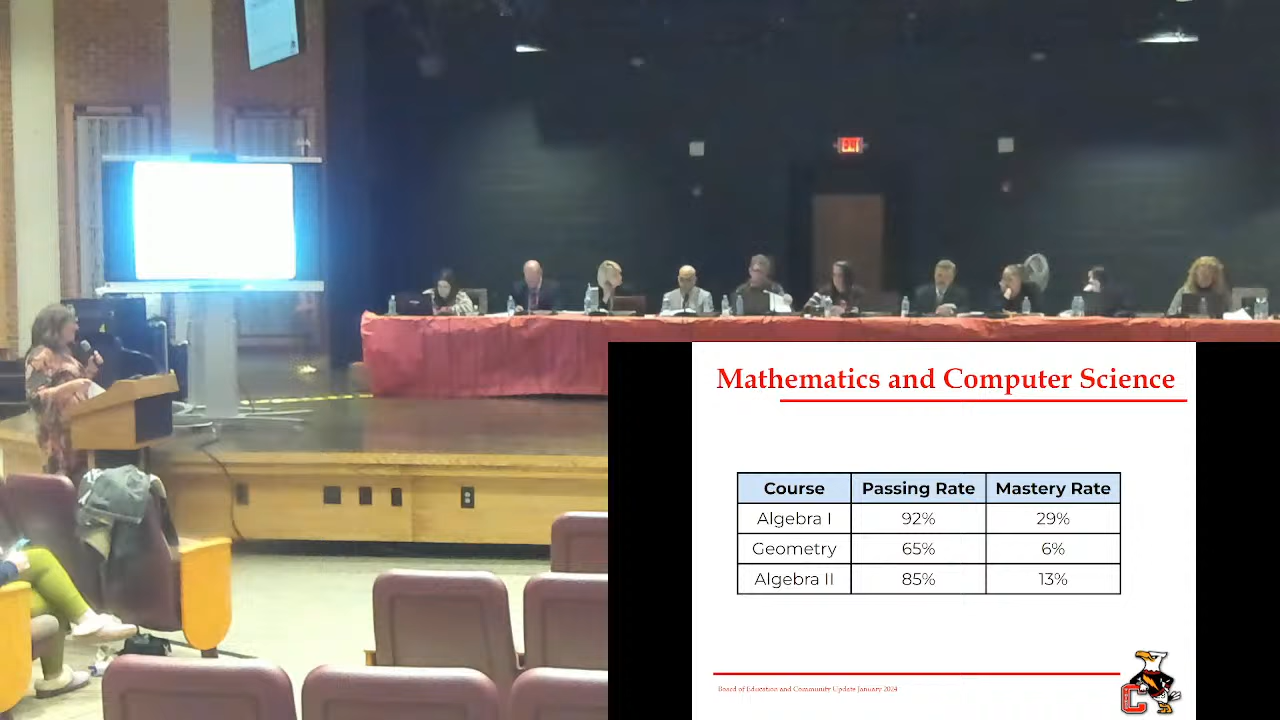 Mathematics and Computer Science
Course Passing Rate Mastery Rate
Algebra I 92% 29%
Geometry 65% 6%
Algebra II 85% 13%
Board of Education and Community Update January 2024
C